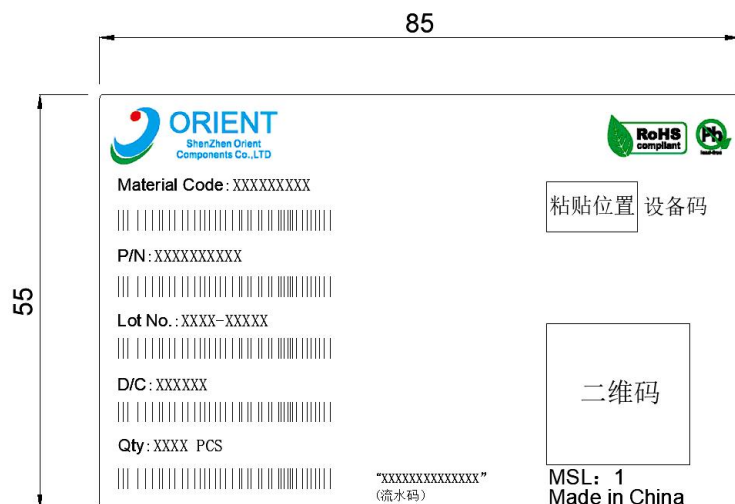 85
55
ORIENT
ShenZhen Orient
Components Co.,LTD
RoHS
compliant
Pb
lead-free
Material Code: XXXXXXXXX
粘贴位置 设备码
P/N: XXXXXXXXXX
Lot No.: XXXX-XXXXX
D/C: XXXXXX
二维码
Qty: XXXX PCS
“XXXXXXXXXXXXXX”
(流水码)
MSL: 1
Made in China